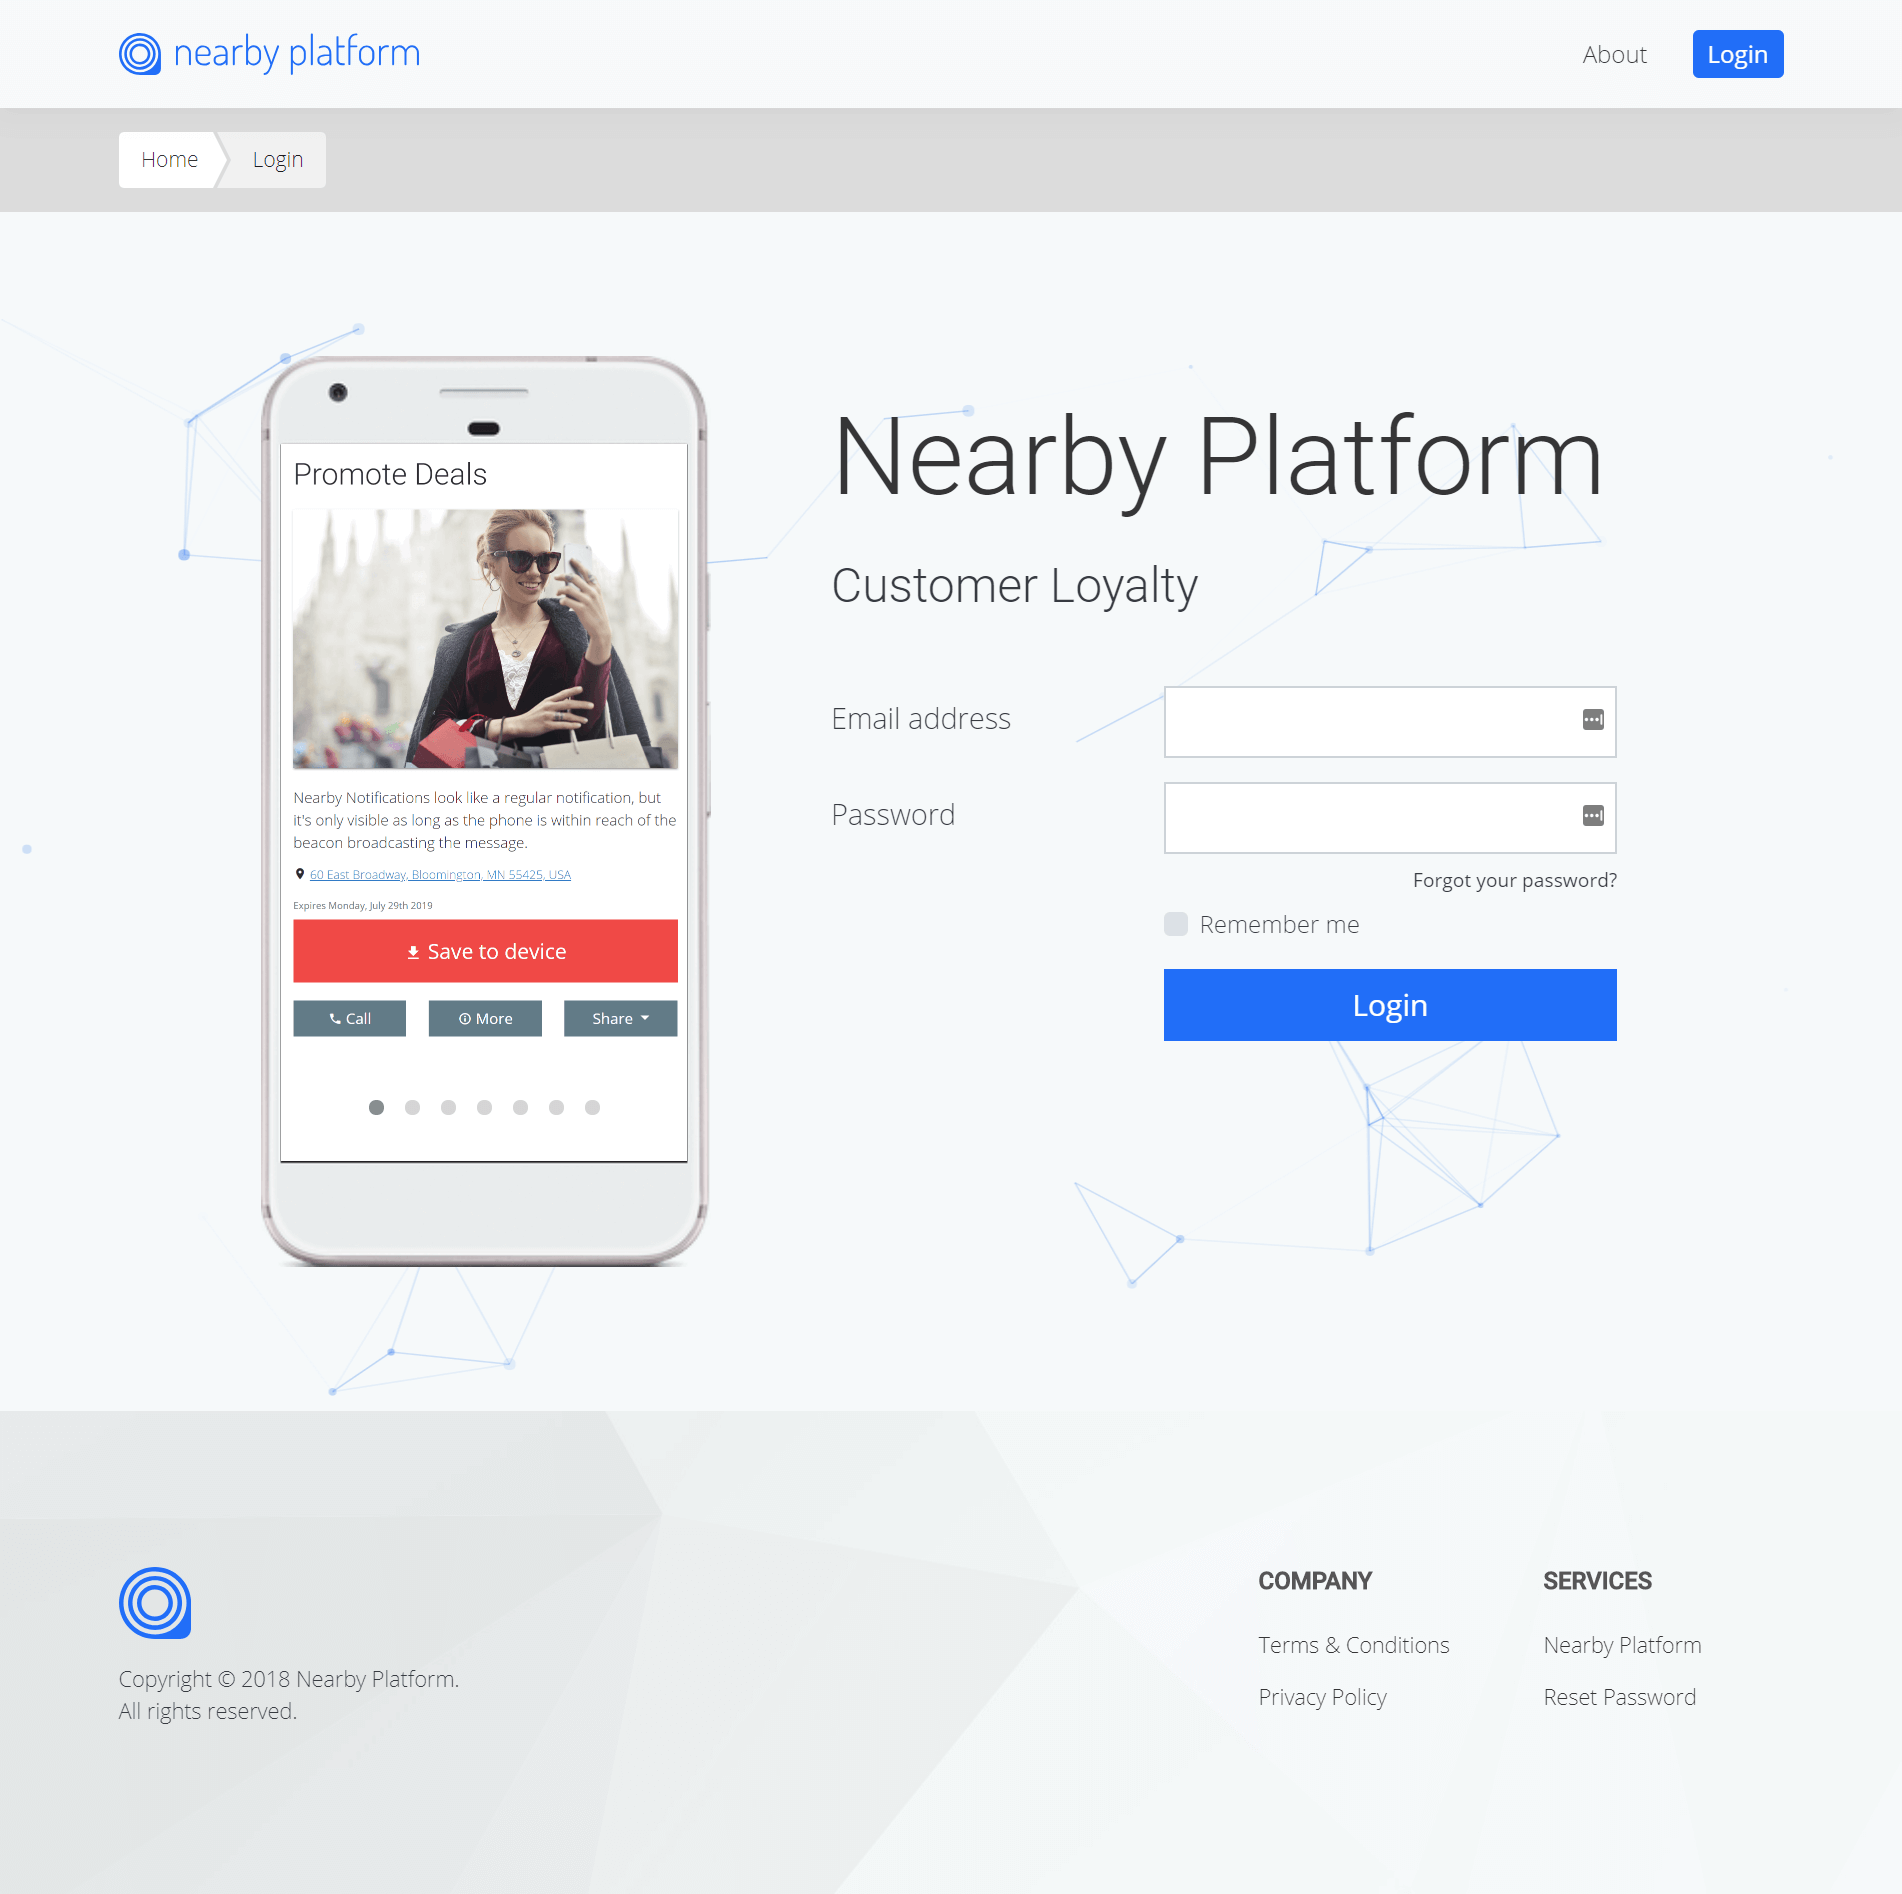 nearby platform
About
Login
Home
Login
Promote Deals
Nearby Notifications look like a regular notification, but
it's only visible as long as the phone is within reach of the
beacon broadcasting the message.
60 East Broadway, Bloomington, MN 55425, USA
Expires Monday, July 29th 2019
Save to device
Call
More
Share
Nearby Platform
Customer Loyalty
Email address
Password
Forgot your password?
Remember me
Login
Copyright © 2018 Nearby Platform.
All rights reserved.
COMPANY
Terms & Conditions
Privacy Policy
SERVICES
Nearby Platform
Reset Password